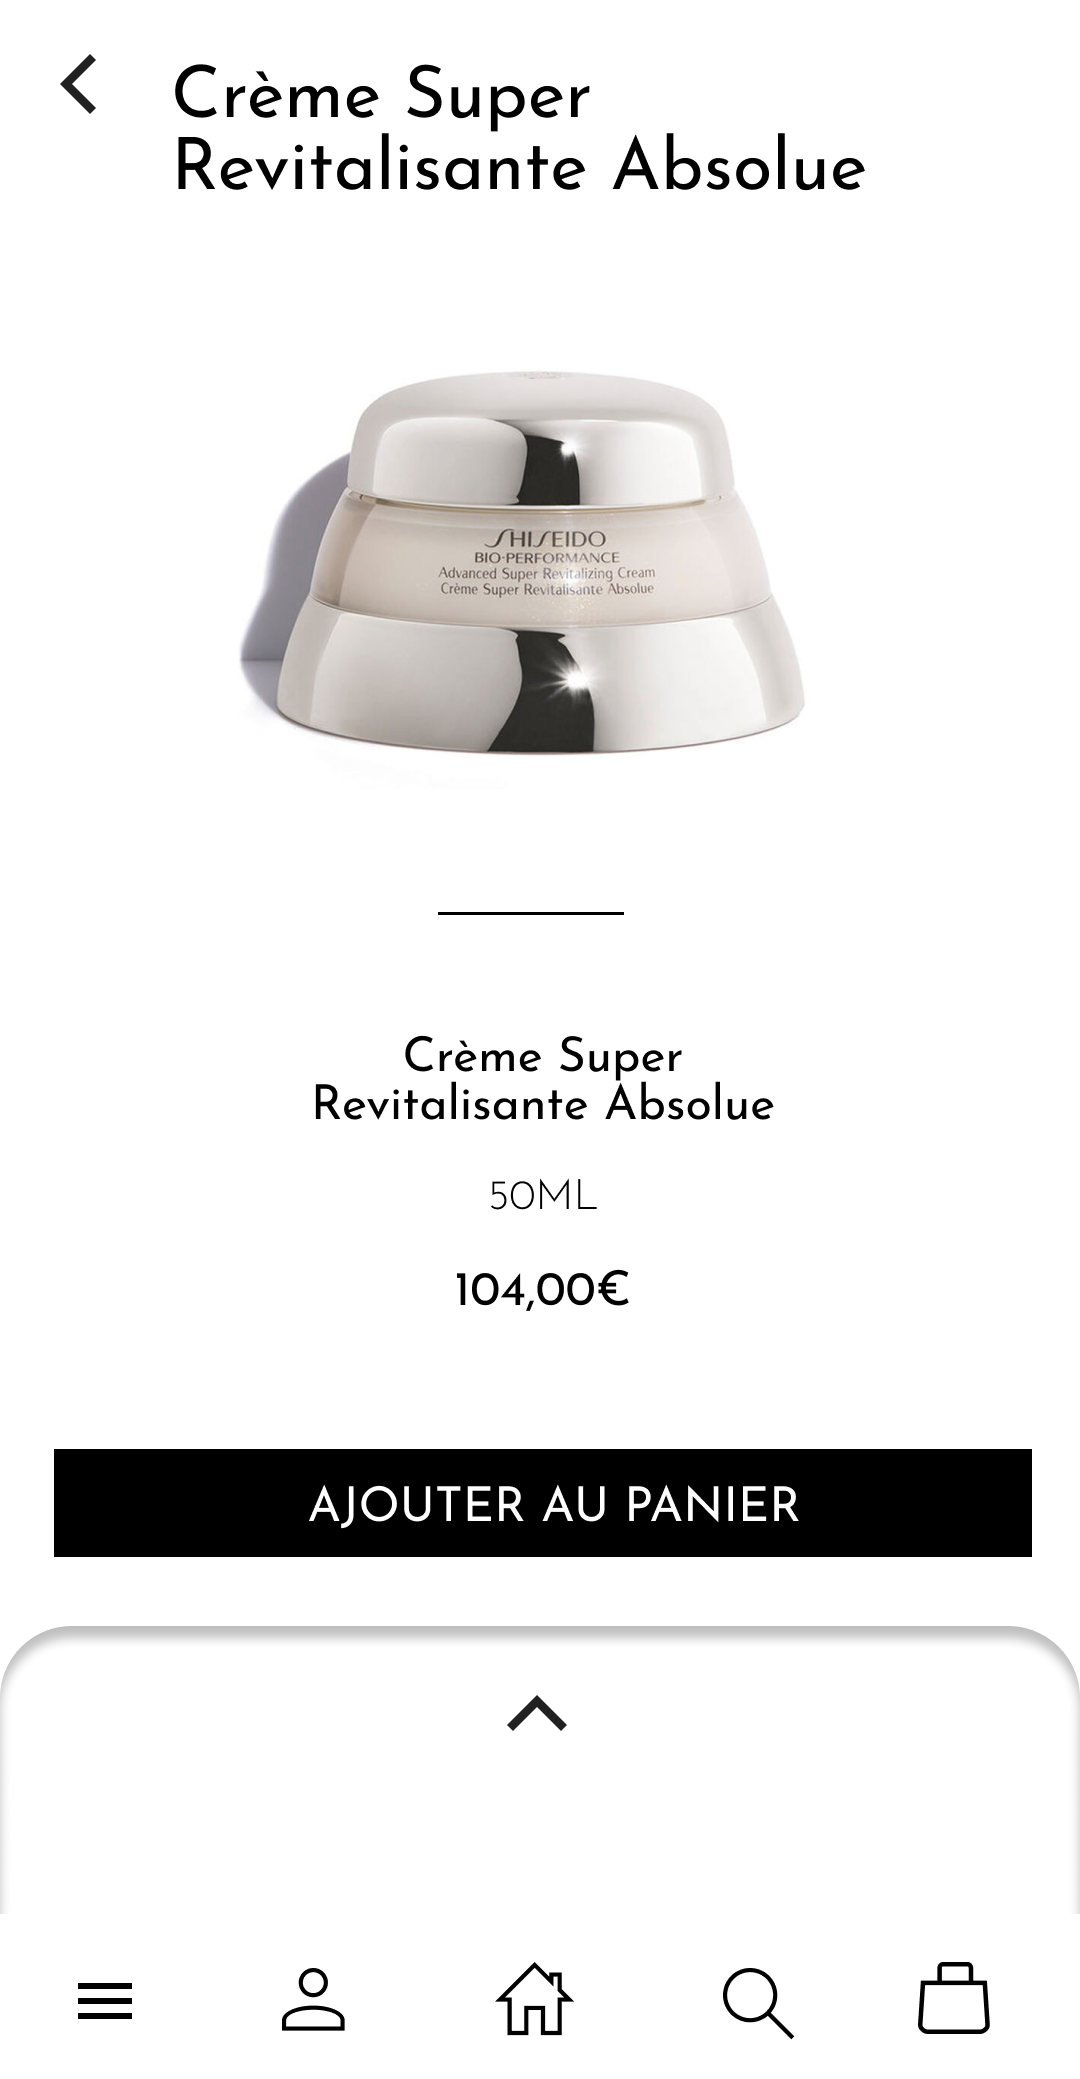 Crème Super
Revitalisante Absolue
SHISEIDO
BIO-PERFORMANCE
Advanced Super Revitalizing Cream
Crème Super Revitalisante Absolue
Crème Super
Revitalisante Absolue
50ML
104,00€
AJOUTER AU PANIER